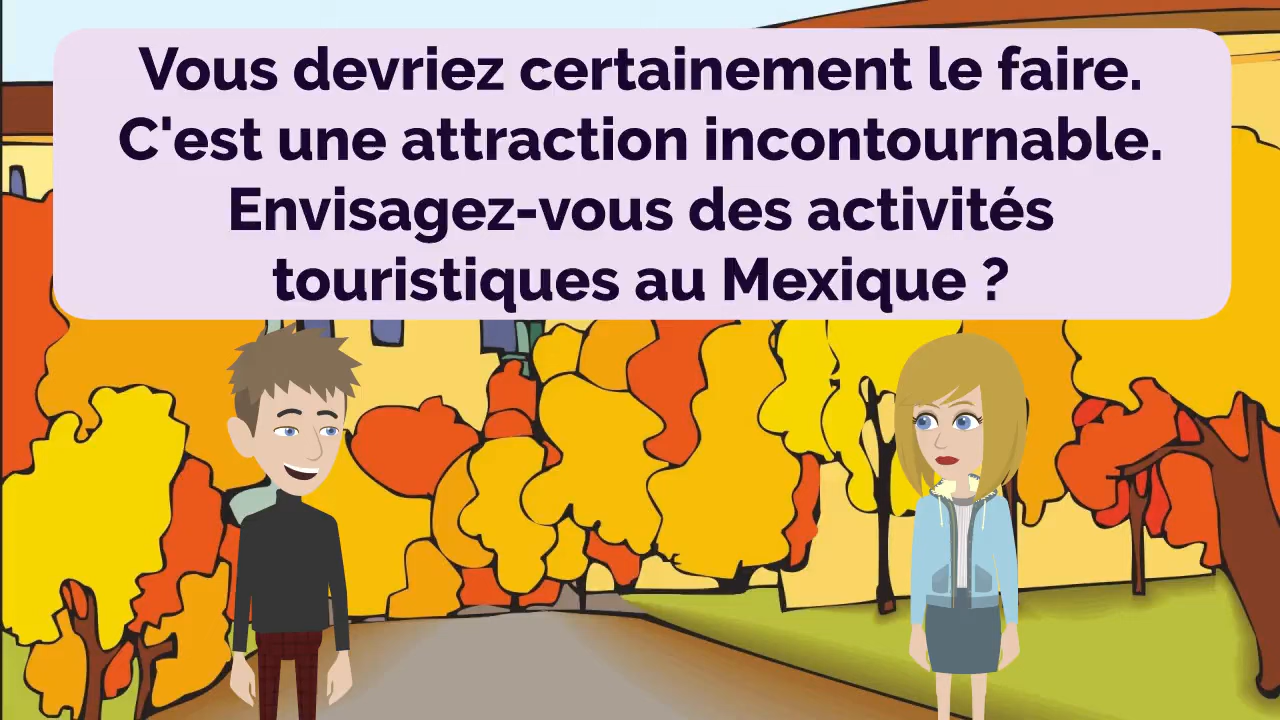 Vous devriez certainement le faire.
C'est une attraction incontournable.
Envisagez-vous des activités
touristiques au Mexique ?